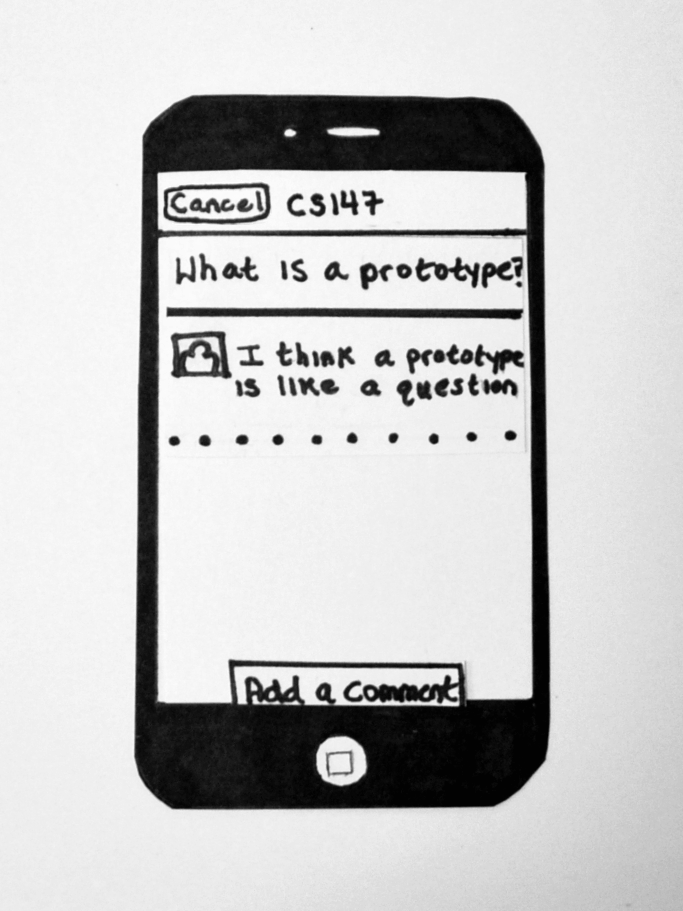 Cancel CS147
What is a prototype?
I think a prototype
is like a question
Add a comment